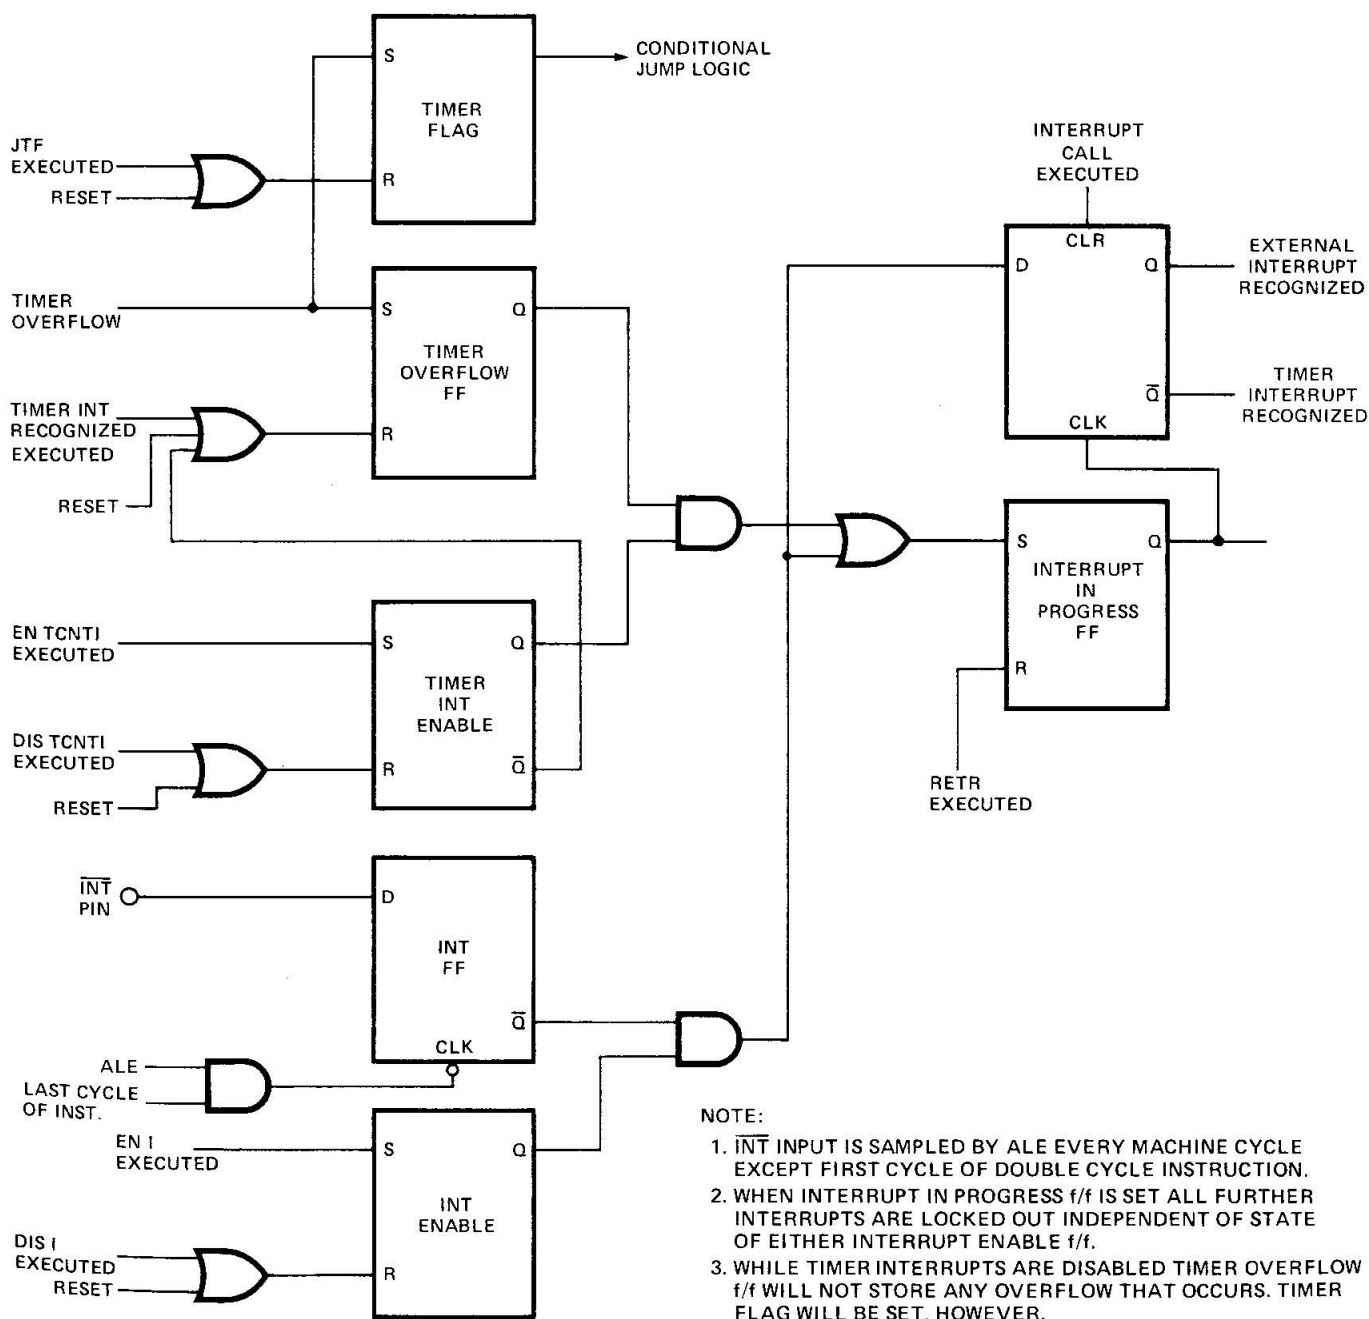 S
TIMER
FLAG
R
CONDITIONAL
JUMP LOGIC
JTF
EXECUTED
RESET
TIMER
OVERFLOW
S
Q
TIMER
OVERFLOW
FF
R
TIMER INT
RECOGNIZED
EXECUTED
RESET
EN TCNTI
EXECUTED
S
Q
TIMER
INT
ENABLE
R
Q̅
DIS TCNTI
EXECUTED
RESET
I̅N̅T̅
PIN
D
INT
FF
Q̅
CLK
ALE
LAST CYCLE
OF INST.
EN I
EXECUTED
S
Q
INT
ENABLE
R
DIS I
EXECUTED
RESET
INTERRUPT
CALL
EXECUTED
CLR
D
Q
EXTERNAL
INTERRUPT
RECOGNIZED
Q̅
TIMER
INTERRUPT
RECOGNIZED
CLK
S
Q
INTERRUPT
IN
PROGRESS
FF
R
RETR
EXECUTED
NOTE:
1. I̅N̅T̅ INPUT IS SAMPLED BY ALE EVERY MACHINE CYCLE
EXCEPT FIRST CYCLE OF DOUBLE CYCLE INSTRUCTION.
2. WHEN INTERRUPT IN PROGRESS f/f IS SET ALL FURTHER
INTERRUPTS ARE LOCKED OUT INDEPENDENT OF STATE
OF EITHER INTERRUPT ENABLE f/f.
3. WHILE TIMER INTERRUPTS ARE DISABLED TIMER OVERFLOW
f/f WILL NOT STORE ANY OVERFLOW THAT OCCURS. TIMER
FLAG WILL BE SET, HOWEVER.